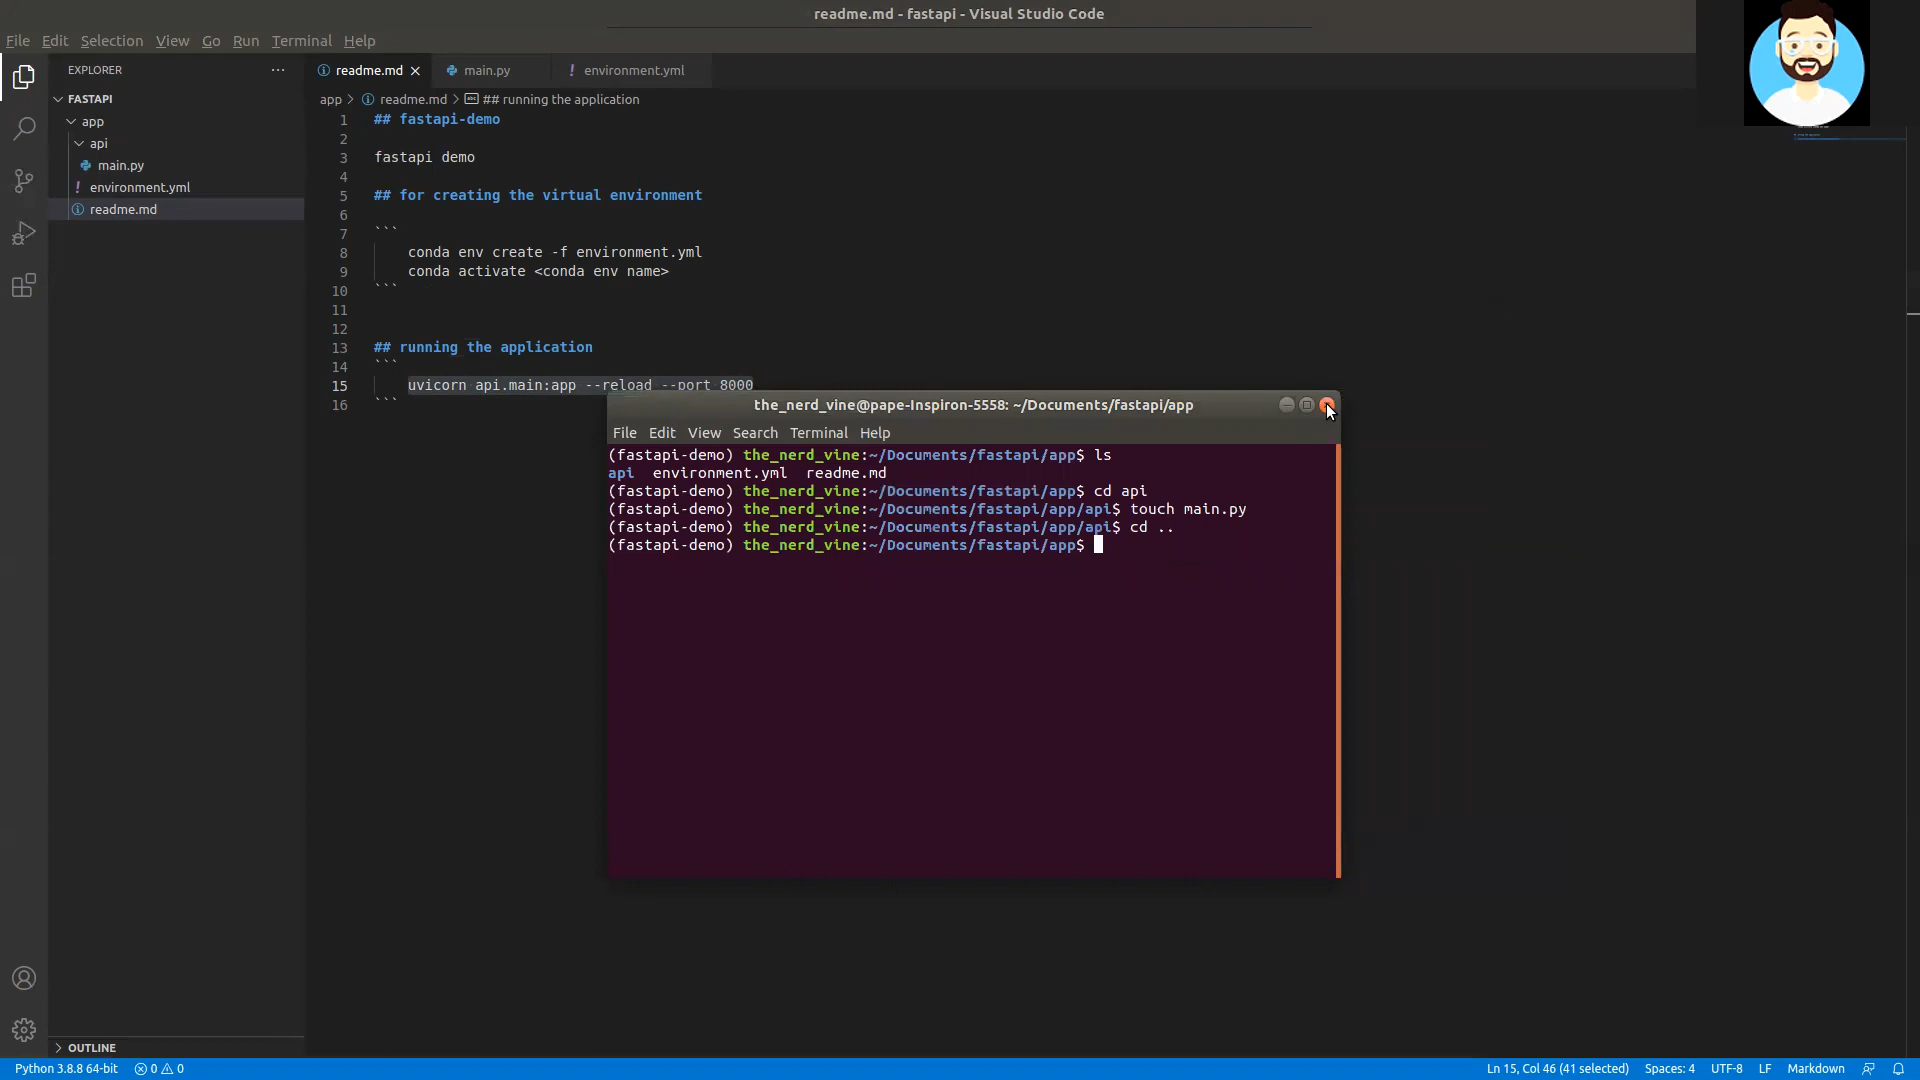 readme.md - fastapi - Visual Studio Code
File Edit Selection View Go Run Terminal Help
EXPLORER ···
FASTAPI
app
api
main.py
! environment.yml
readme.md
readme.md main.py ! environment.yml
app > readme.md > ## running the application
1 ## fastapi-demo
2
3 fastapi demo
4
5 ## for creating the virtual environment
6
7 ```
8 conda env create -f environment.yml
9 conda activate <conda env name>
10 ```
11
12
13 ## running the application
14 ```
15 uvicorn api.main:app --reload --port 8000
16 ```
the_nerd_vine@pape-Inspiron-5558: ~/Documents/fastapi/app
File Edit View Search Terminal Help
(fastapi-demo) the_nerd_vine:~/Documents/fastapi/app$ ls
api environment.yml readme.md
(fastapi-demo) the_nerd_vine:~/Documents/fastapi/app$ cd api
(fastapi-demo) the_nerd_vine:~/Documents/fastapi/app/api$ touch main.py
(fastapi-demo) the_nerd_vine:~/Documents/fastapi/app/api$ cd ..
(fastapi-demo) the_nerd_vine:~/Documents/fastapi/app$
OUTLINE
Python 3.8.8 64-bit 0 0 Ln 15, Col 46 (41 selected) Spaces: 4 UTF-8 LF Markdown